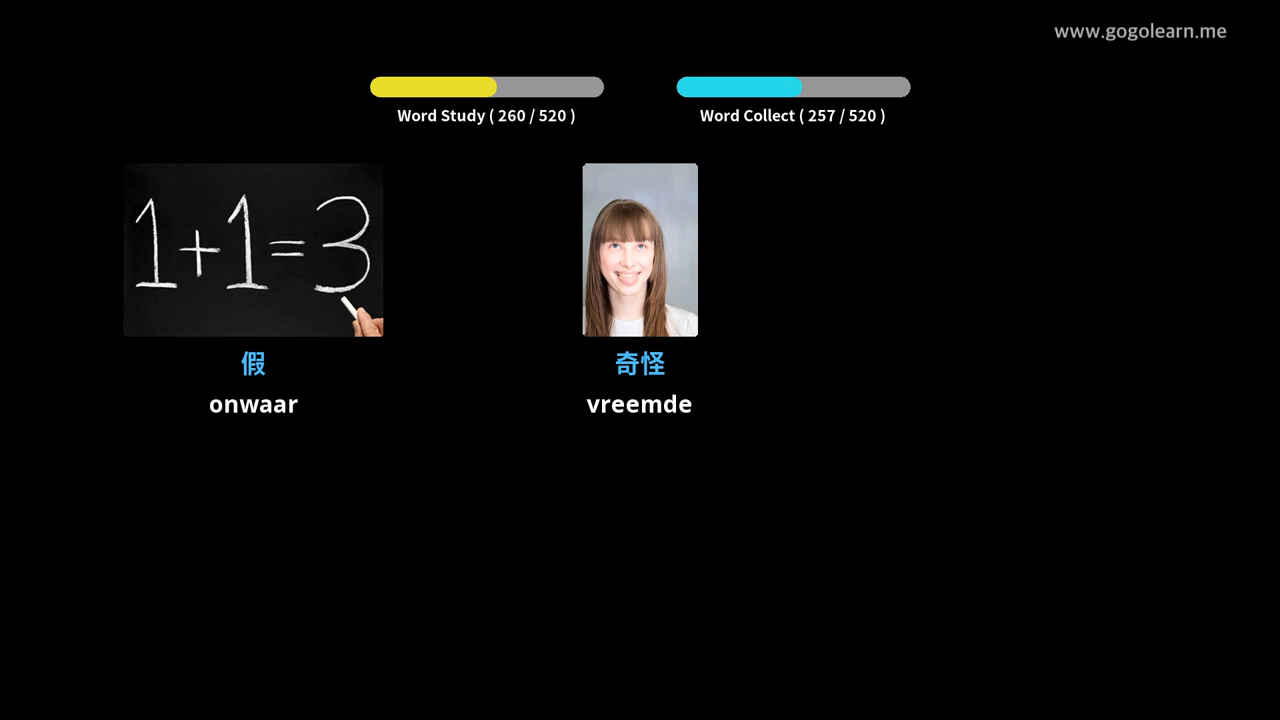 www.gogolearn.me
Word Study ( 260 / 520 )
Word Collect ( 257 / 520 )
1+1=3
假
奇怪
onwaar
vreemde